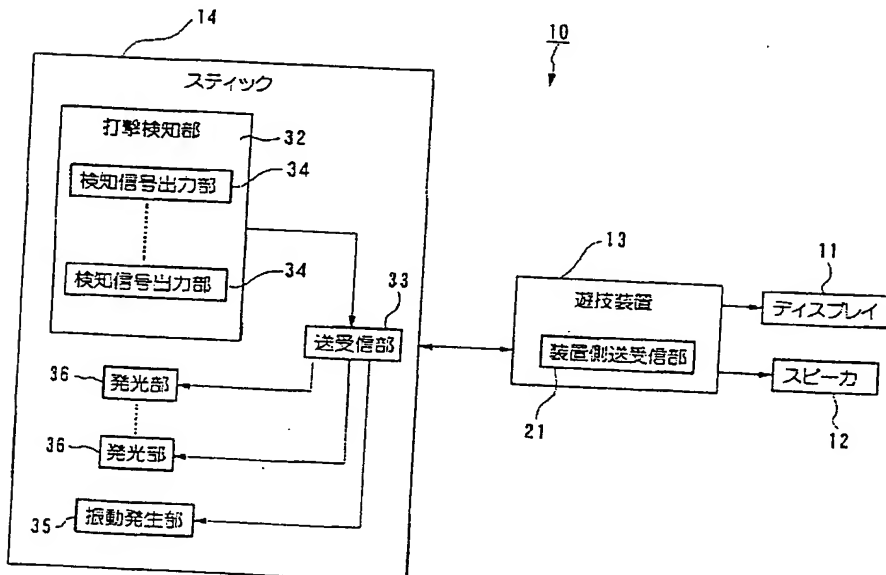 14
10
スティック
打撃検知部
32
検知信号出力部
34
検知信号出力部
34
33
送受信部
36
発光部
36
発光部
35
振動発生部
13
遊技装置
装置側送受信部
21
11
ディスプレイ
スピーカ
12